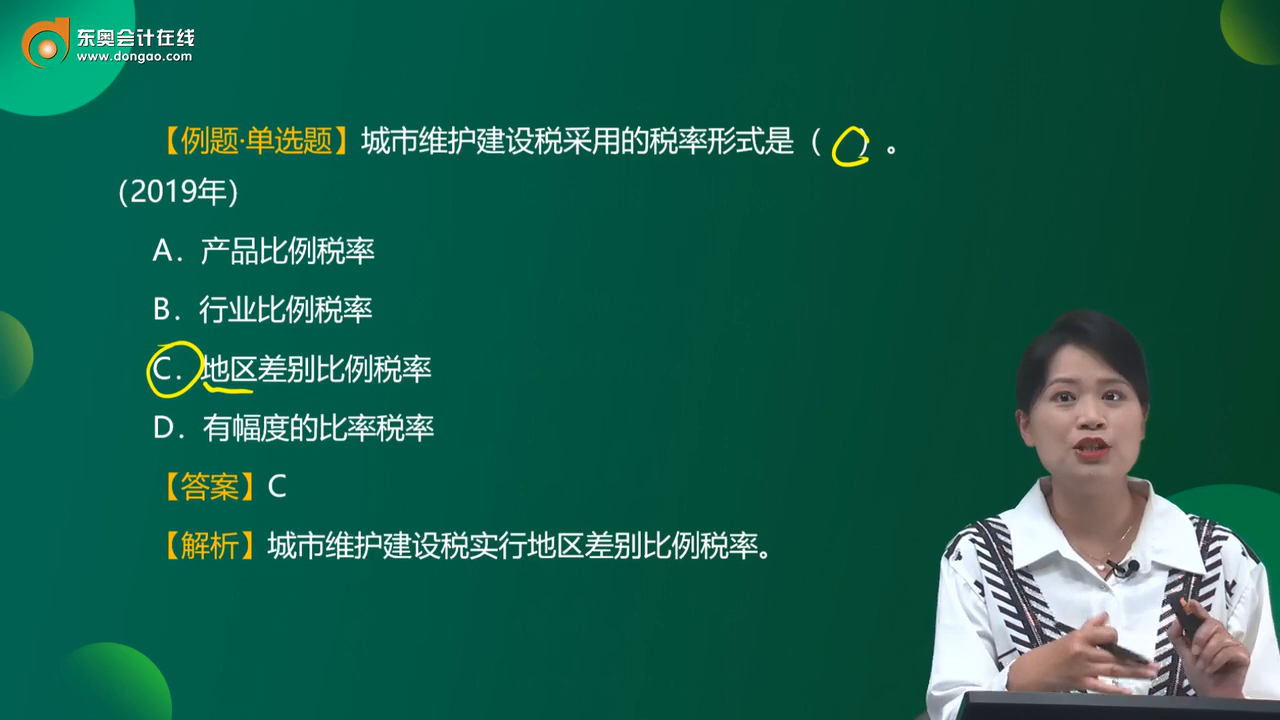 东奥会计在线
www.dongao.com
【例题·单选题】城市维护建设税采用的税率形式是（ ）。
（2019年）
A．产品比例税率
B．行业比例税率
C．地区差别比例税率
D．有幅度的比率税率
【答案】C
【解析】城市维护建设税实行地区差别比例税率。